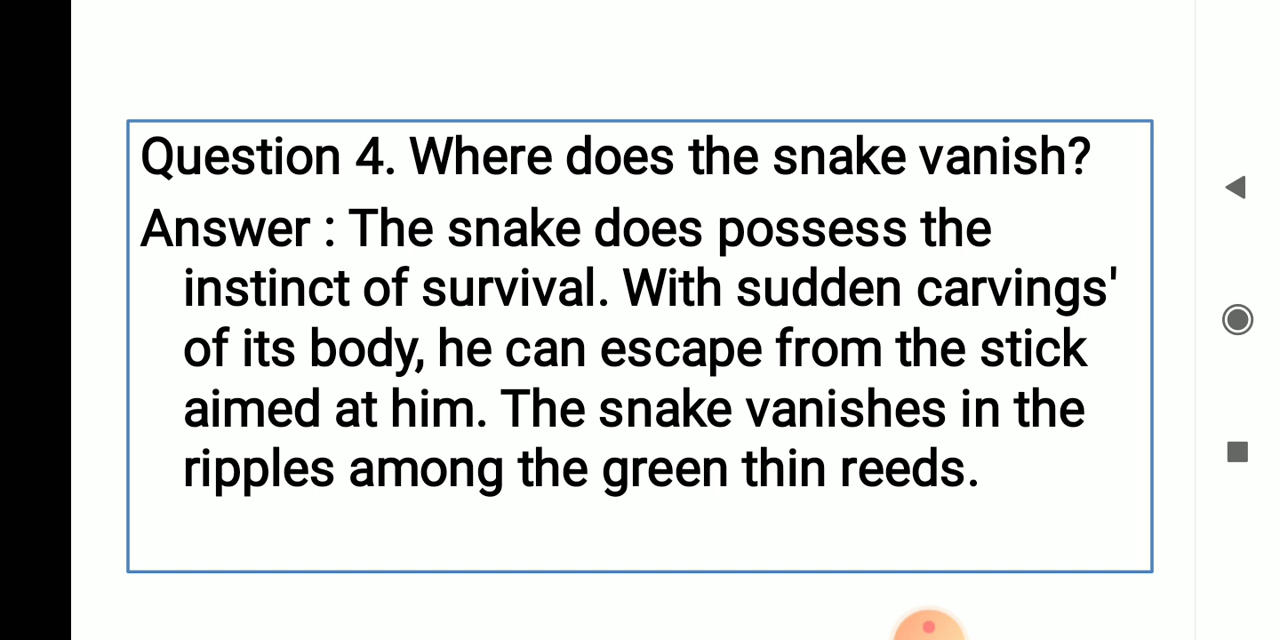 Question 4. Where does the snake vanish?
Answer : The snake does possess the
instinct of survival. With sudden carvings'
of its body, he can escape from the stick
aimed at him. The snake vanishes in the
ripples among the green thin reeds.